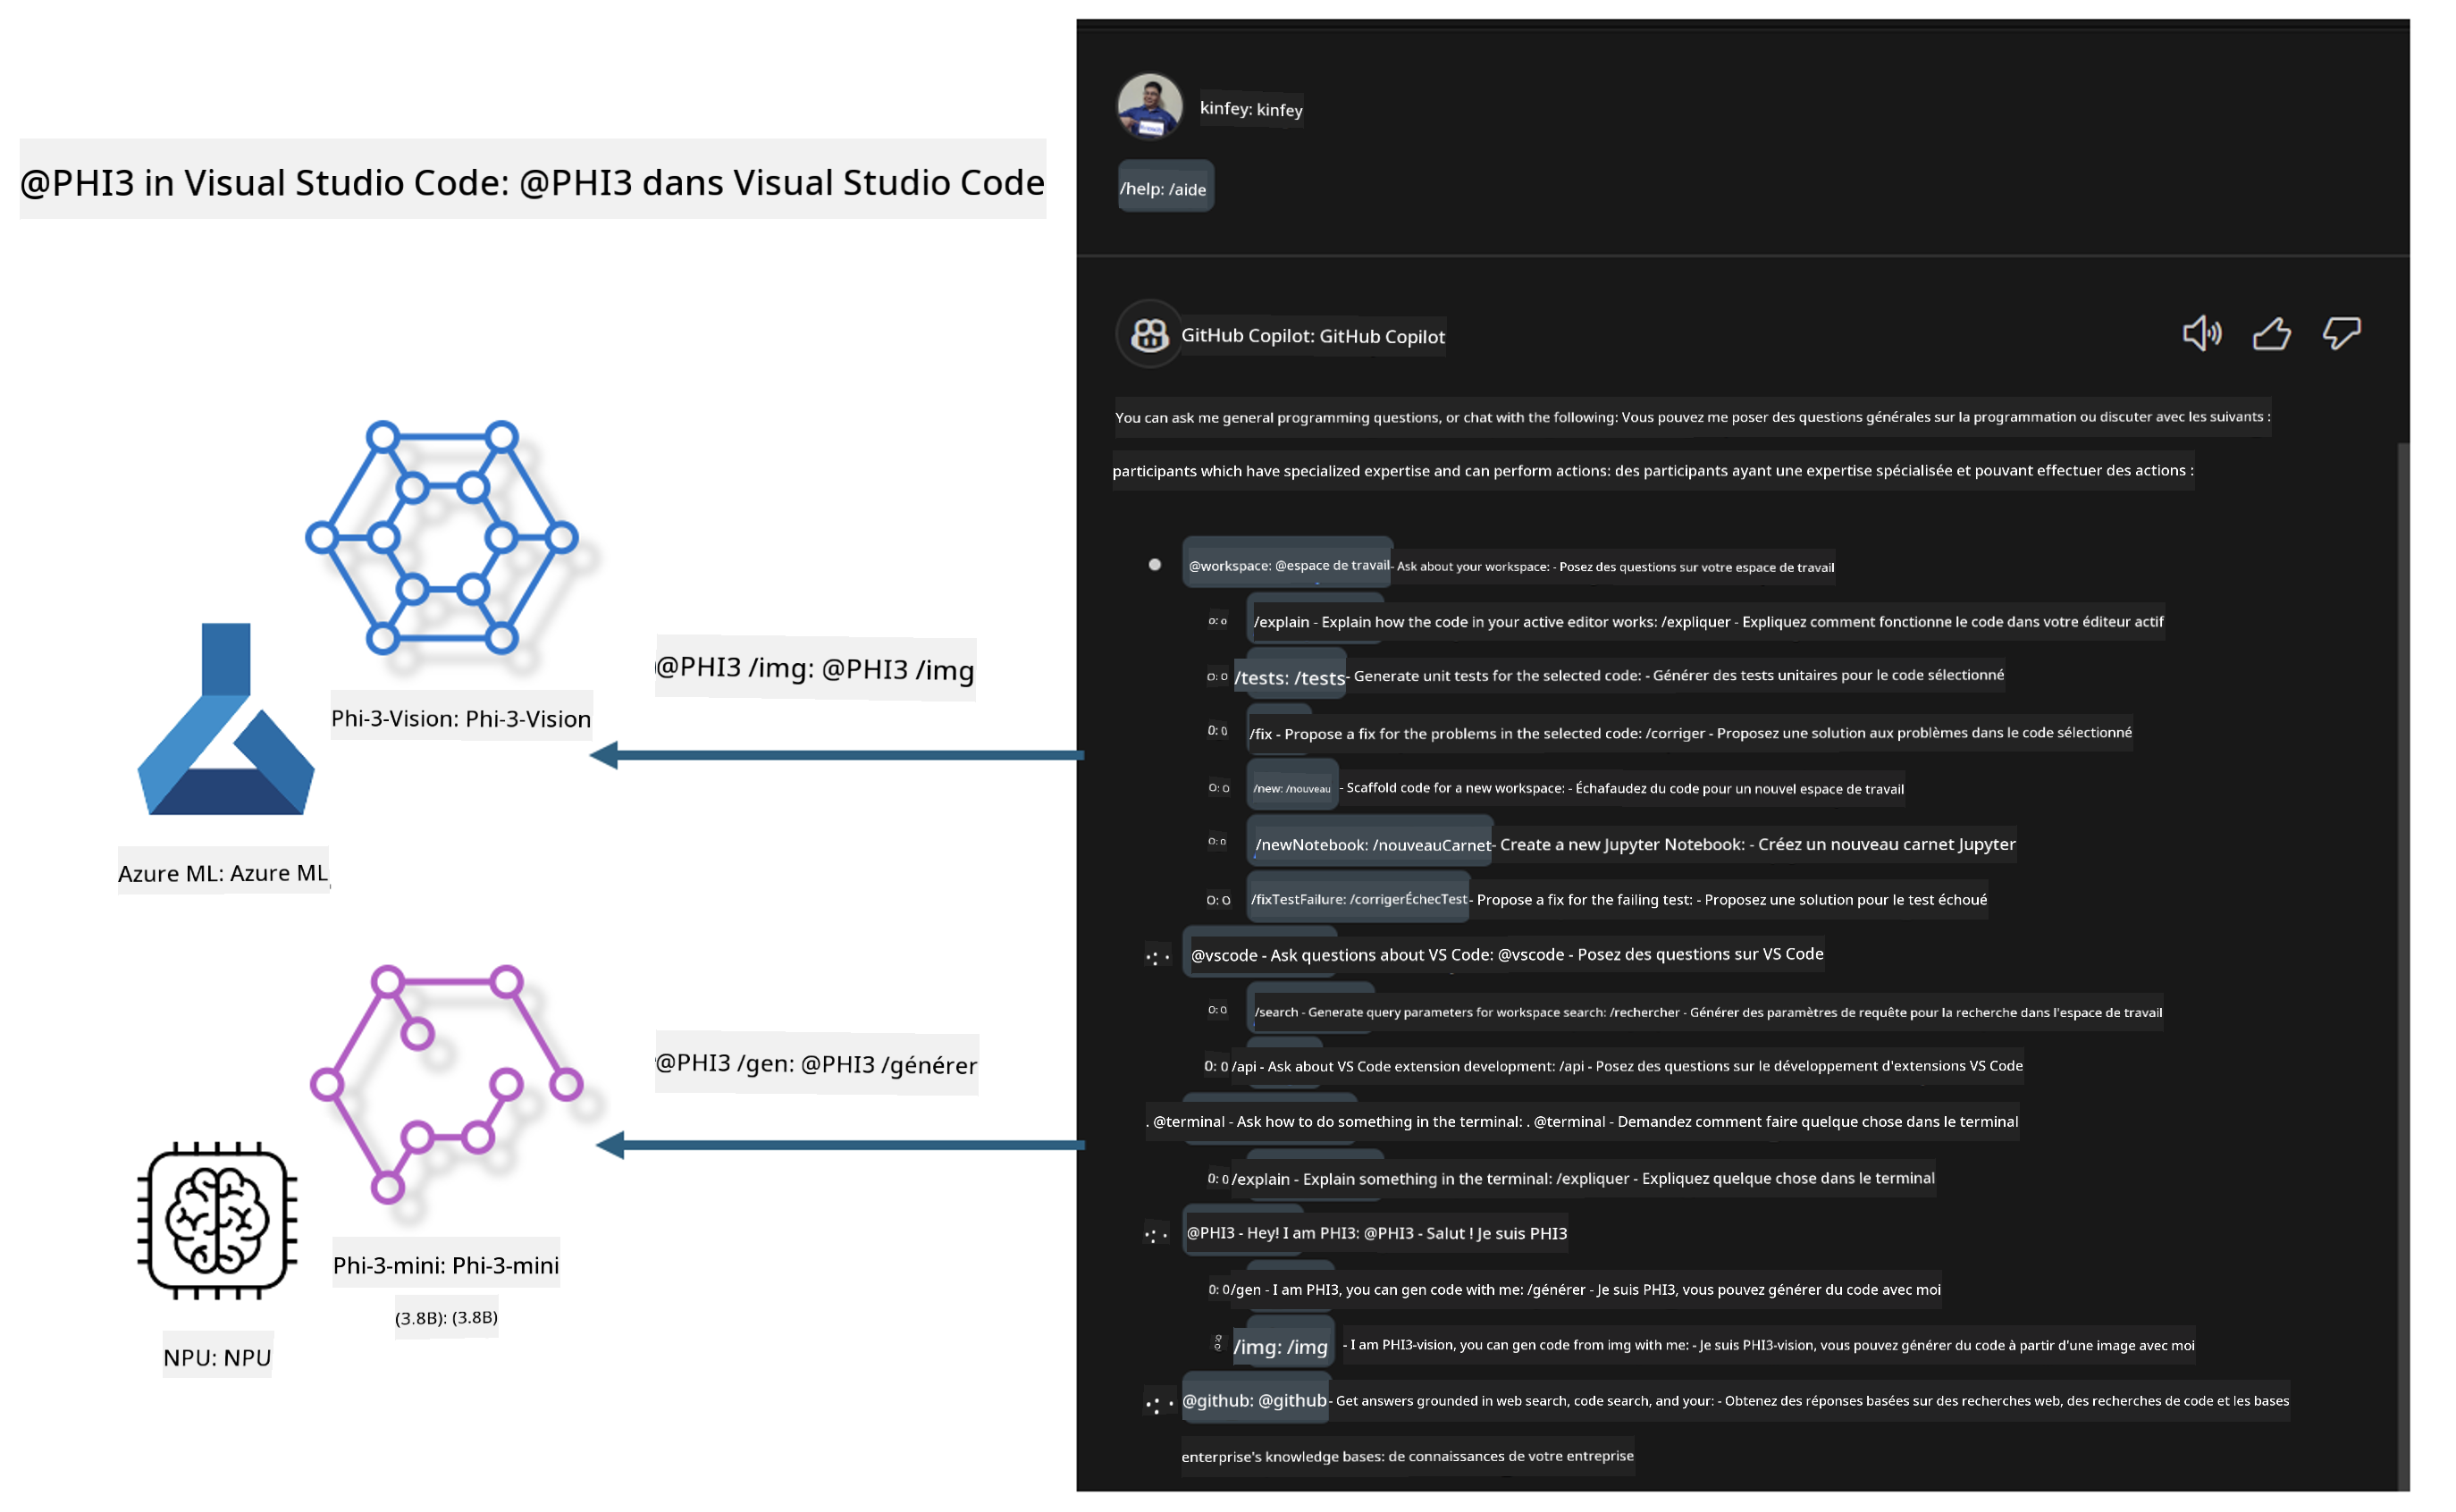 @PHI3 in Visual Studio Code: @PHI3 dans Visual Studio Code
Phi-3-Vision: Phi-3-Vision
Azure ML: Azure ML
@PHI3 /img: @PHI3 /img
@PHI3 /gen: @PHI3 /générer
Phi-3-mini: Phi-3-mini
(3.8B): (3.8B)
NPU: NPU
kinfey: kinfey
/help: /aide
GitHub Copilot: GitHub Copilot
You can ask me general programming questions, or chat with the following: Vous pouvez me poser des questions générales sur la programmation ou discuter avec les suivants :
participants which have specialized expertise and can perform actions: des participants ayant une expertise spécialisée et pouvant effectuer des actions :
@workspace: @espace de travail- Ask about your workspace: - Posez des questions sur votre espace de travail
/explain - Explain how the code in your active editor works: /expliquer - Expliquez comment fonctionne le code dans votre éditeur actif
/tests: /tests- Generate unit tests for the selected code: - Générer des tests unitaires pour le code sélectionné
/fix - Propose a fix for the problems in the selected code: /corriger - Proposez une solution aux problèmes dans le code sélectionné
/new: /nouveau - Scaffold code for a new workspace: - Échafaudez du code pour un nouvel espace de travail
/newNotebook: /nouveauCarnet- Create a new Jupyter Notebook: - Créez un nouveau carnet Jupyter
O: O /fixTestFailure: /corrigerÉchecTest- Propose a fix for the failing test: - Proposez une solution pour le test échoué
@vscode - Ask questions about VS Code: @vscode - Posez des questions sur VS Code
/search - Generate query parameters for workspace search: /rechercher - Générer des paramètres de requête pour la recherche dans l'espace de travail
0: 0 /api - Ask about VS Code extension development: /api - Posez des questions sur le développement d'extensions VS Code
. @terminal - Ask how to do something in the terminal: . @terminal - Demandez comment faire quelque chose dans le terminal
0: 0 /explain - Explain something in the terminal: /expliquer - Expliquez quelque chose dans le terminal
@PHI3 - Hey! I am PHI3: @PHI3 - Salut ! Je suis PHI3
0: 0 /gen - I am PHI3, you can gen code with me: /générer - Je suis PHI3, vous pouvez générer du code avec moi
/img: /img - I am PHI3-vision, you can gen code from img with me: - Je suis PHI3-vision, vous pouvez générer du code à partir d'une image avec moi
@github: @github- Get answers grounded in web search, code search, and your: - Obtenez des réponses basées sur des recherches web, des recherches de code et les bases
enterprise's knowledge bases: de connaissances de votre entreprise